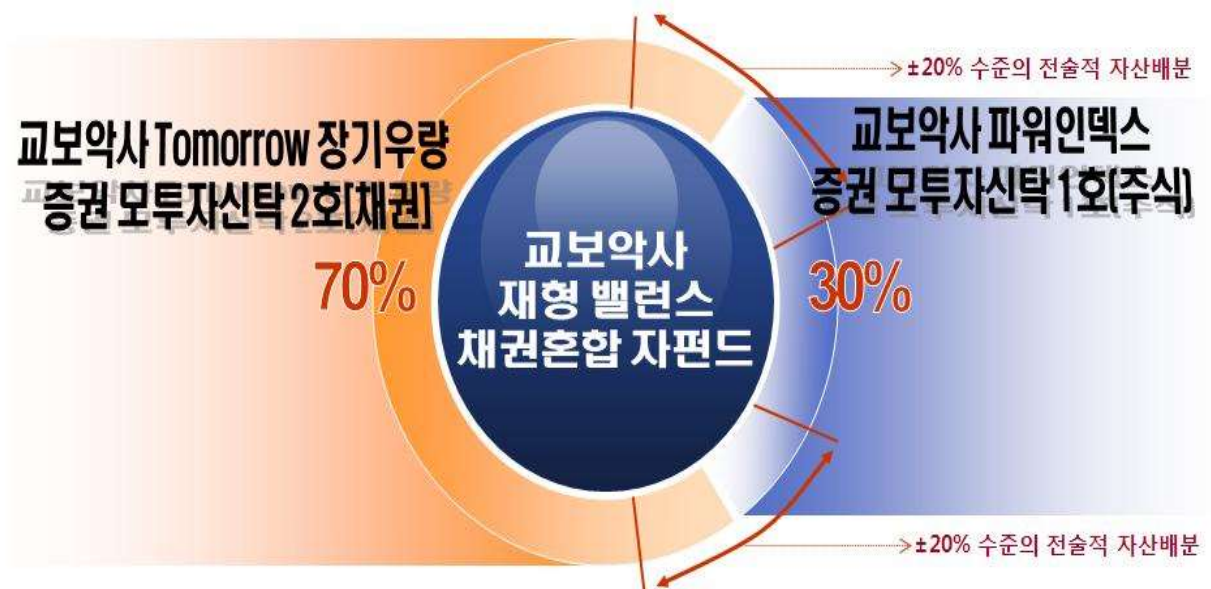 ±20% 수준의 전술적 자산배분
교보악사 Tomorrow 장기우량
증권 모투자신탁 2호[채권]
70%
교보악사 파워인덱스
증권 모투자신탁 1호(주식)
30%
교보악사
재형 밸런스
채권혼합 자펀드
±20% 수준의 전술적 자산배분